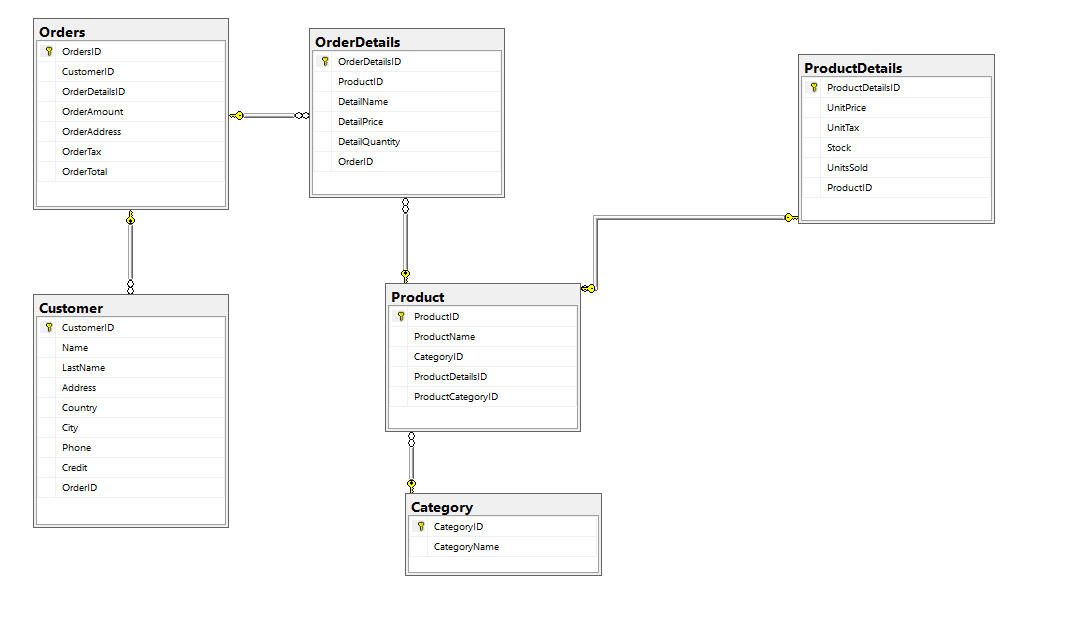 Orders
OrdersID
CustomerID
OrderDetailsID
OrderAmount
OrderAddress
OrderTax
OrderTotal
OrderDetails
OrderDetailsID
ProductID
DetailName
DetailPrice
DetailQuantity
OrderID
ProductDetails
ProductDetailsID
UnitPrice
UnitTax
Stock
UnitsSold
ProductID
Customer
CustomerID
Name
LastName
Address
Country
City
Phone
Credit
OrderID
Product
ProductID
ProductName
CategoryID
ProductDetailsID
ProductCategoryID
Category
CategoryID
CategoryName